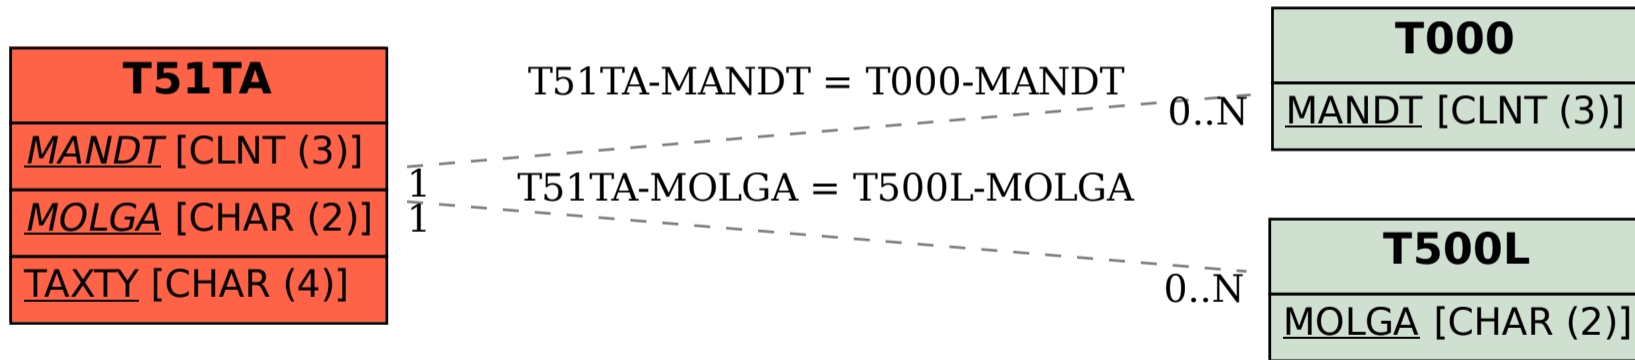 T51TA
MANDT [CLNT (3)]
MOLGA [CHAR (2)]
TAXTY [CHAR (4)]
T51TA-MANDT = T000-MANDT
0..N
1
T51TA-MOLGA = T500L-MOLGA
1
0..N
T000
MANDT [CLNT (3)]
T500L
MOLGA [CHAR (2)]